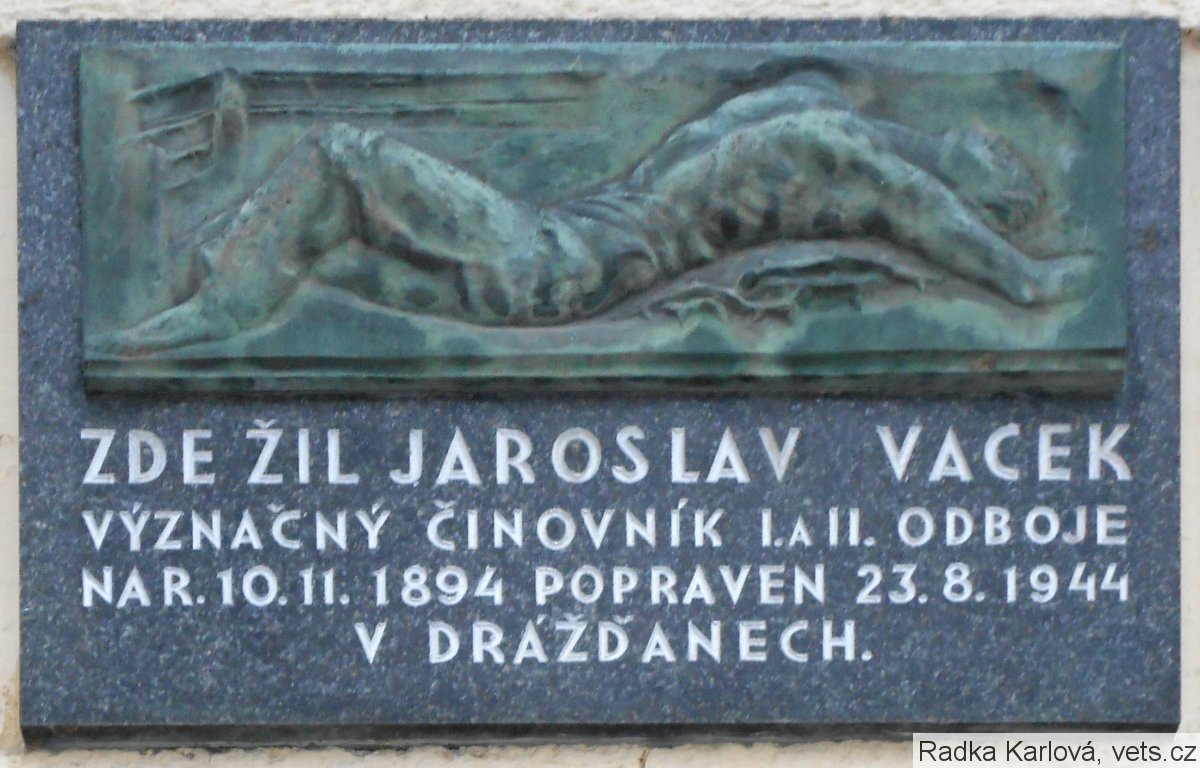 ZDE ŽIL JAROSLAV VACEK
VÝZNAČNÝ ČINOVNÍK I. A II. ODBOJE
NAR. 10. 11. 1894 POPRAVEN 23. 8. 1944
V DRÁŽĎANECH.
Radka Karlová, vets.cz